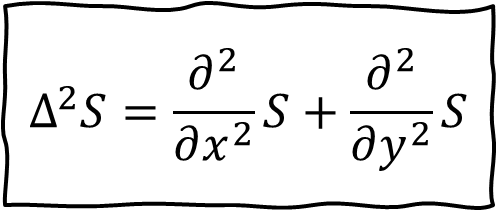 Δ²S = ∂²/∂x² S + ∂²/∂y² S